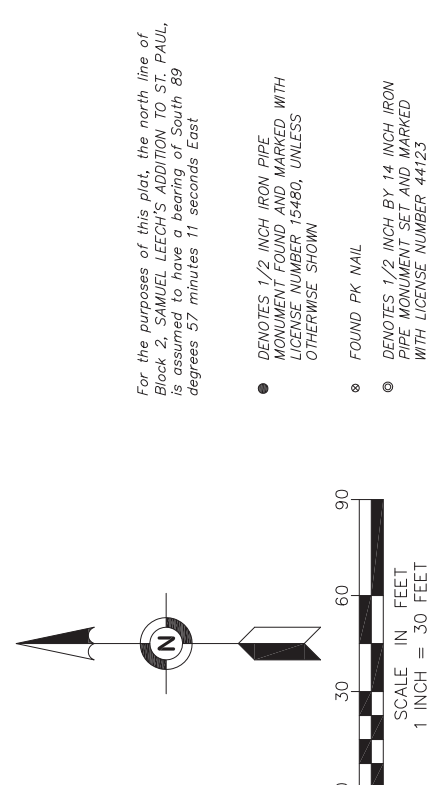 For the purposes of this plat, the north line of
Block 2, SAMUEL LEECH'S ADDITION TO ST. PAUL,
is assumed to have a bearing of South 89
degrees 57 minutes 11 seconds East
DENOTES 1/2 INCH IRON PIPE
MONUMENT FOUND AND MARKED WITH
LICENSE NUMBER 15480, UNLESS
OTHERWISE SHOWN
FOUND PK NAIL
DENOTES 1/2 INCH BY 14 INCH IRON
PIPE MONUMENT SET AND MARKED
WITH LICENSE NUMBER 44123
N
30 60 90
SCALE IN FEET
1 INCH = 30 FEET